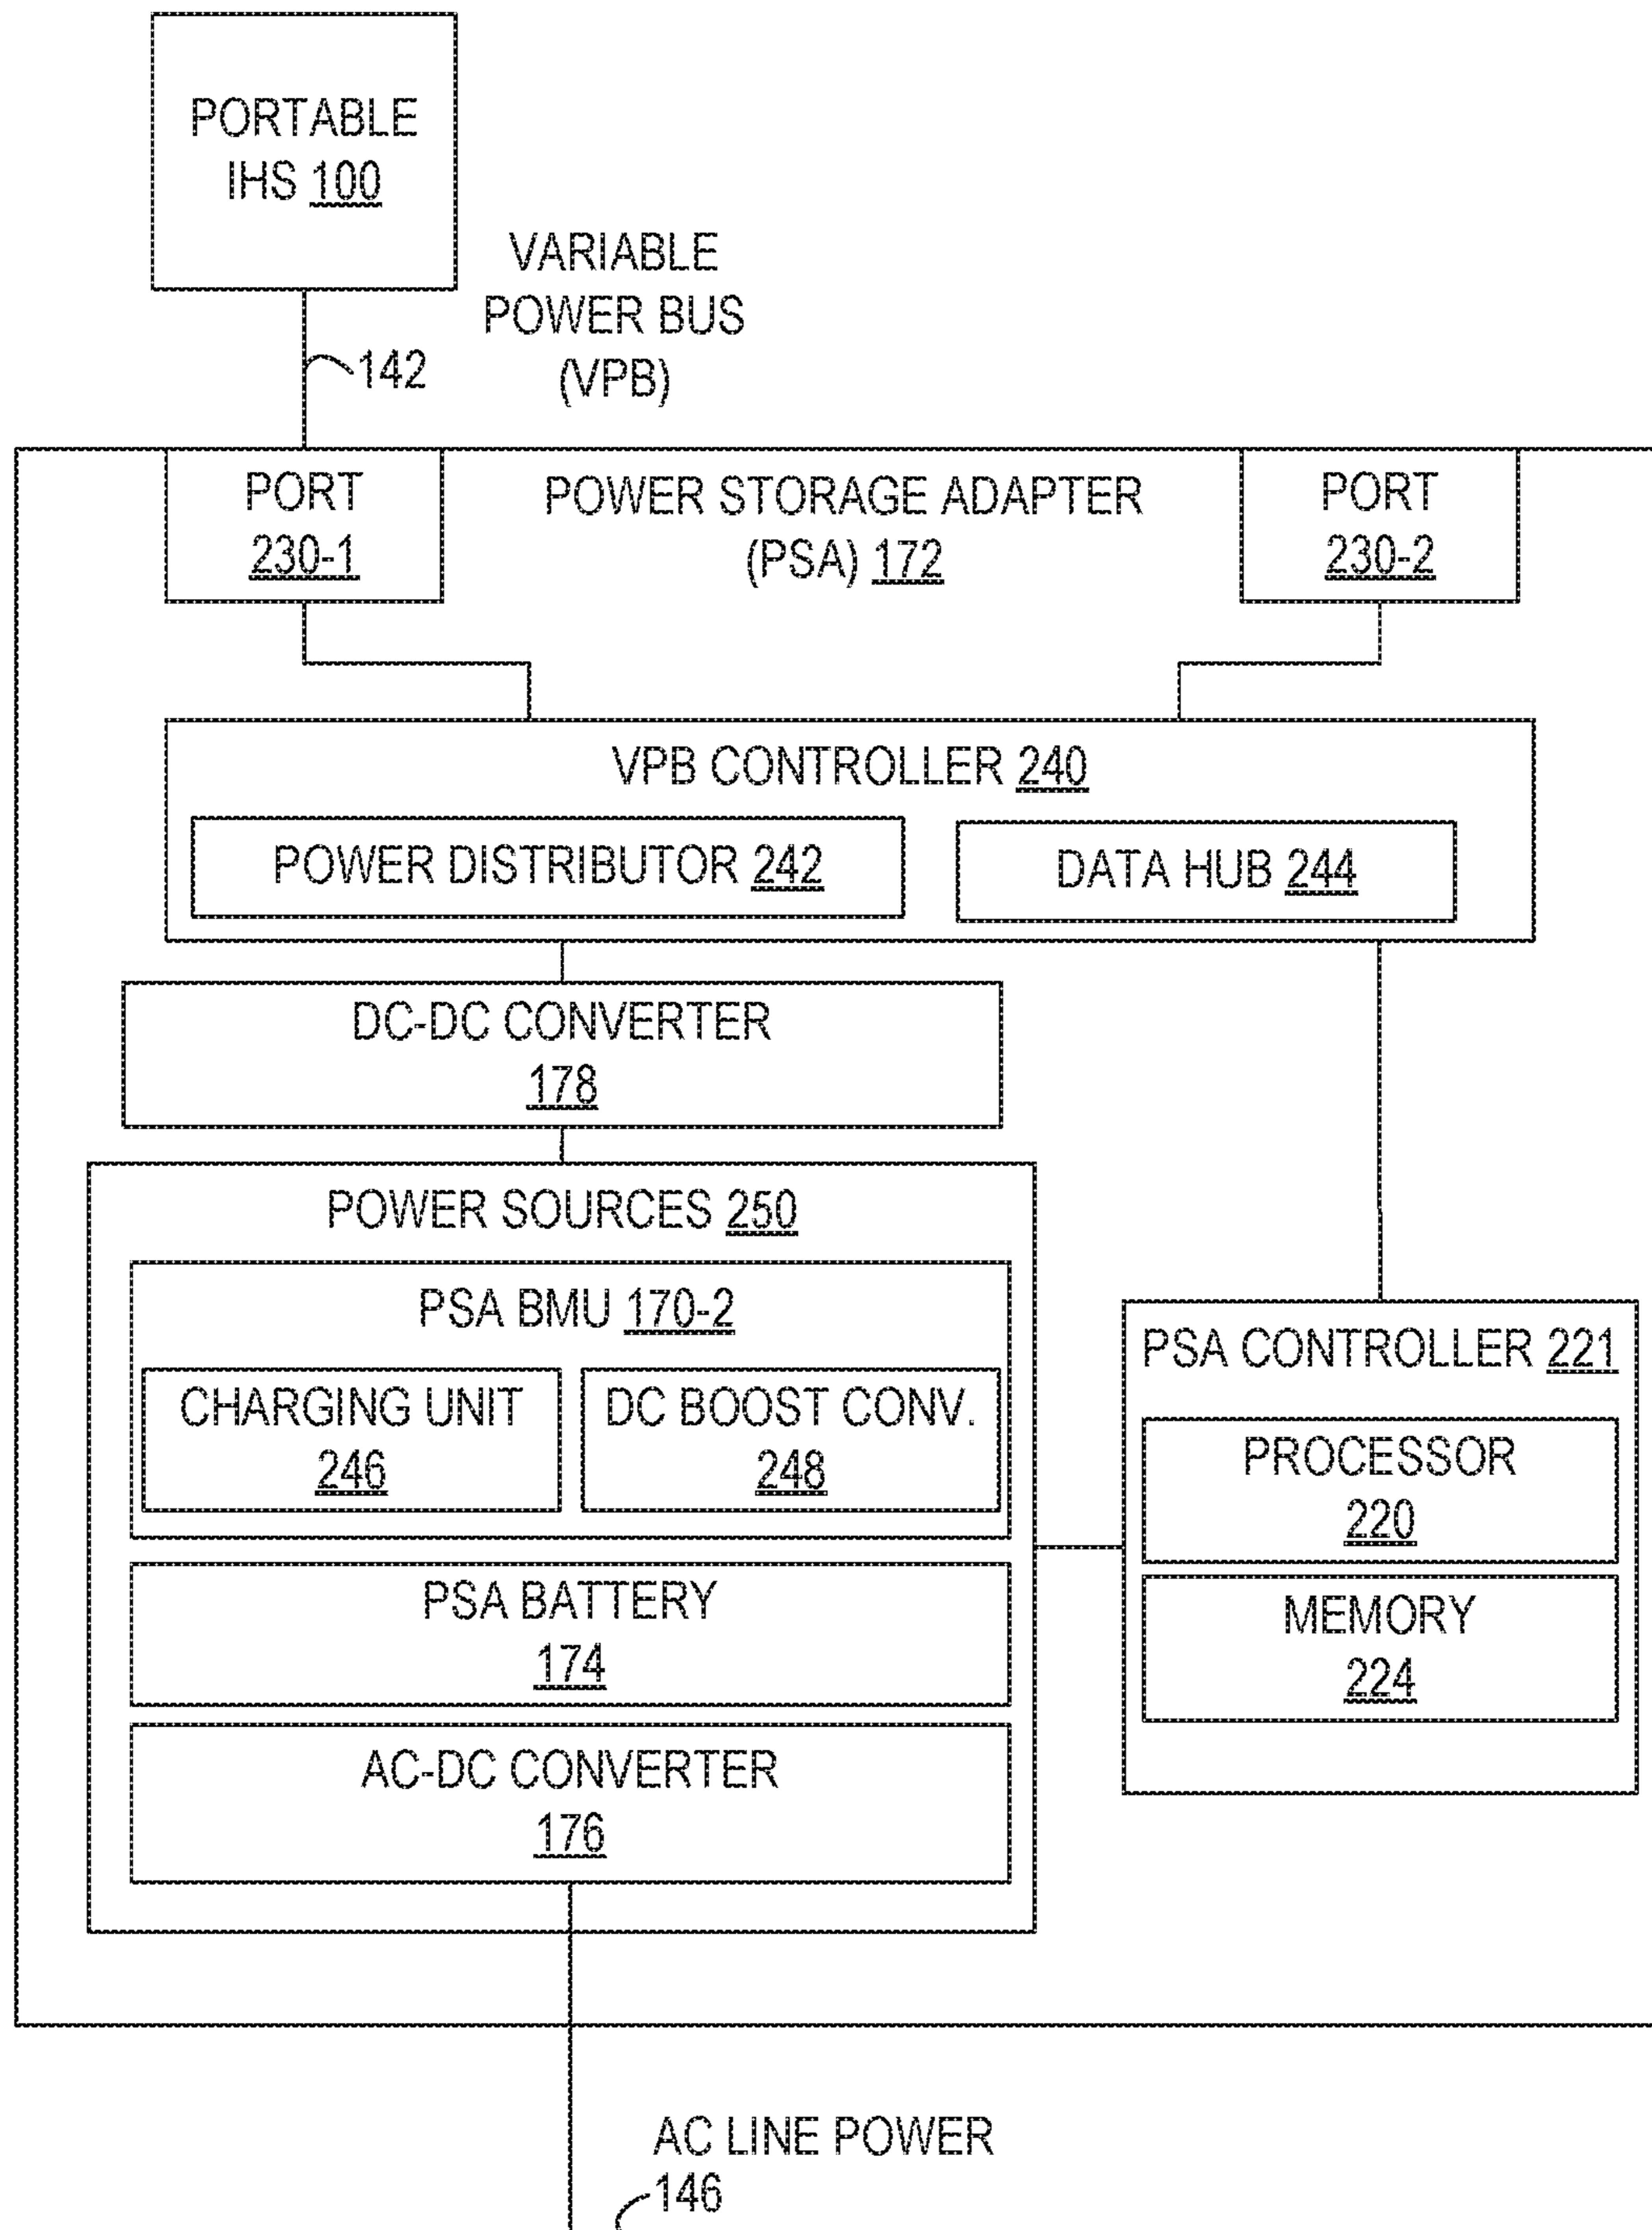 PORTABLE
IHS 100
VARIABLE
POWER BUS
(VPB)
142
PORT
230-1
POWER STORAGE ADAPTER
(PSA) 172
PORT
230-2
VPB CONTROLLER 240
POWER DISTRIBUTOR 242
DATA HUB 244
DC-DC CONVERTER
178
POWER SOURCES 250
PSA BMU 170-2
CHARGING UNIT
246
DC BOOST CONV.
248
PSA BATTERY
174
AC-DC CONVERTER
176
PSA CONTROLLER 221
PROCESSOR
220
MEMORY
224
AC LINE POWER
146